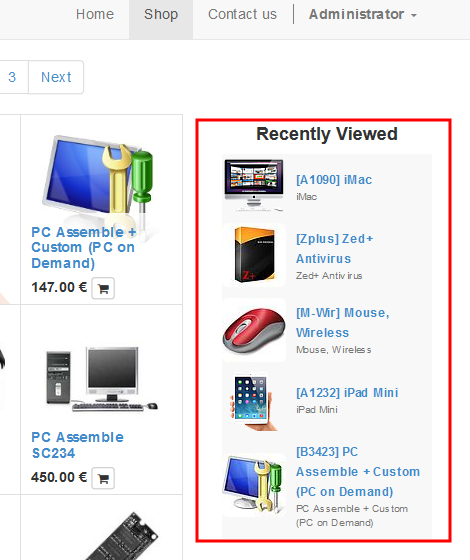 Home Shop Contact us Administrator
3 Next
PC Assemble +
Custom (PC on
Demand)
147.00 €
PC Assemble
SC234
450.00 €
Recently Viewed
[A1090] iMac
iMac
[Zplus] Zed+
Antivirus
Zed+ Antivirus
Z+
[M-Wir] Mouse,
Wireless
Mouse, Wireless
[A1232] iPad Mini
iPad Mini
[B3423] PC
Assemble + Custom
(PC on Demand)
PC Assemble + Custom
(PC on Demand)